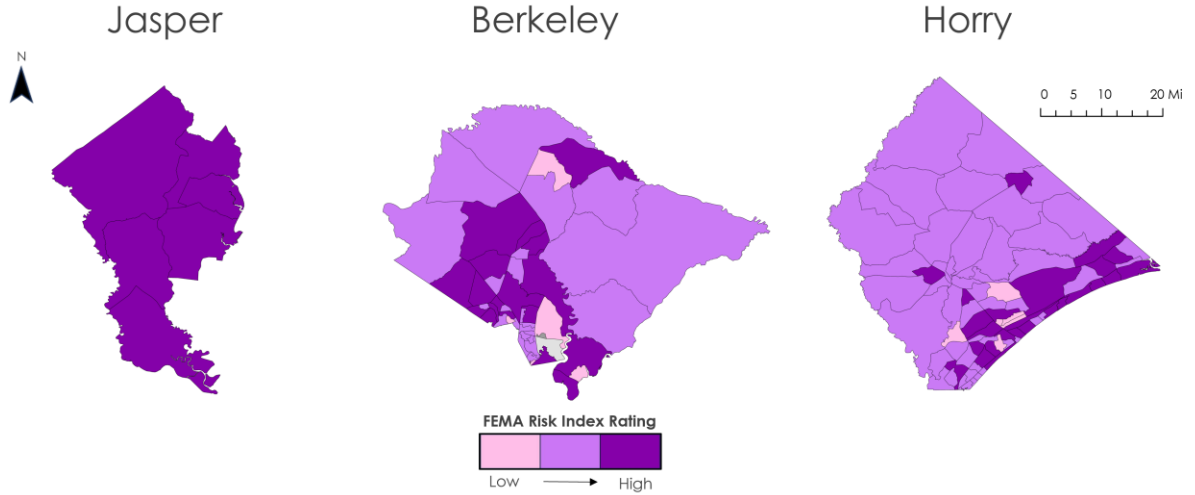 Jasper
Berkeley
Horry
N
0 5 10 20 Mi
FEMA Risk Index Rating
Low High